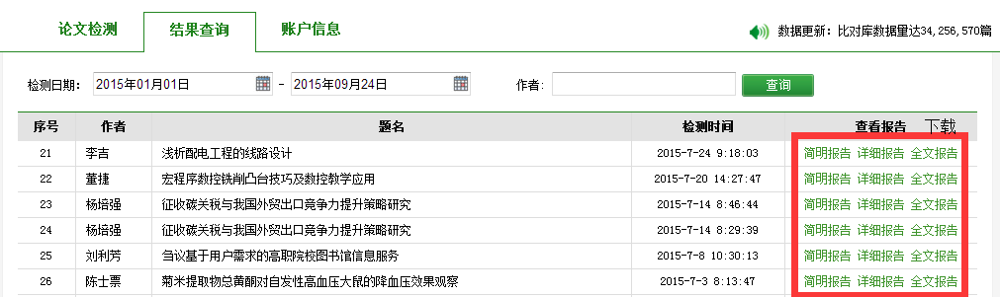 论文检测 结果查询 账户信息 数据更新：比对库数据量达34,256,570篇
检测日期： 2015年01月01日 - 2015年09月24日 作者: 查询
序号 作者 题名 检测时间 查看报告 下载
21 李吉 浅析配电工程的线路设计 2015-7-24 9:18:03 简明报告 详细报告 全文报告
22 董捷 宏程序数控铣削凸台技巧及数控教学应用 2015-7-20 14:27:47 简明报告 详细报告 全文报告
23 杨培强 征收碳关税与我国外贸出口竞争力提升策略研究 2015-7-14 8:46:44 简明报告 详细报告 全文报告
24 杨培强 征收碳关税与我国外贸出口竞争力提升策略研究 2015-7-14 8:29:39 简明报告 详细报告 全文报告
25 刘利芳 刍议基于用户需求的高职院校图书馆信息服务 2015-7-8 10:30:13 简明报告 详细报告 全文报告
26 陈士票 菊米提取物总黄酮对自发性高血压大鼠的降血压效果观察 2015-7-3 8:13:47 简明报告 详细报告 全文报告